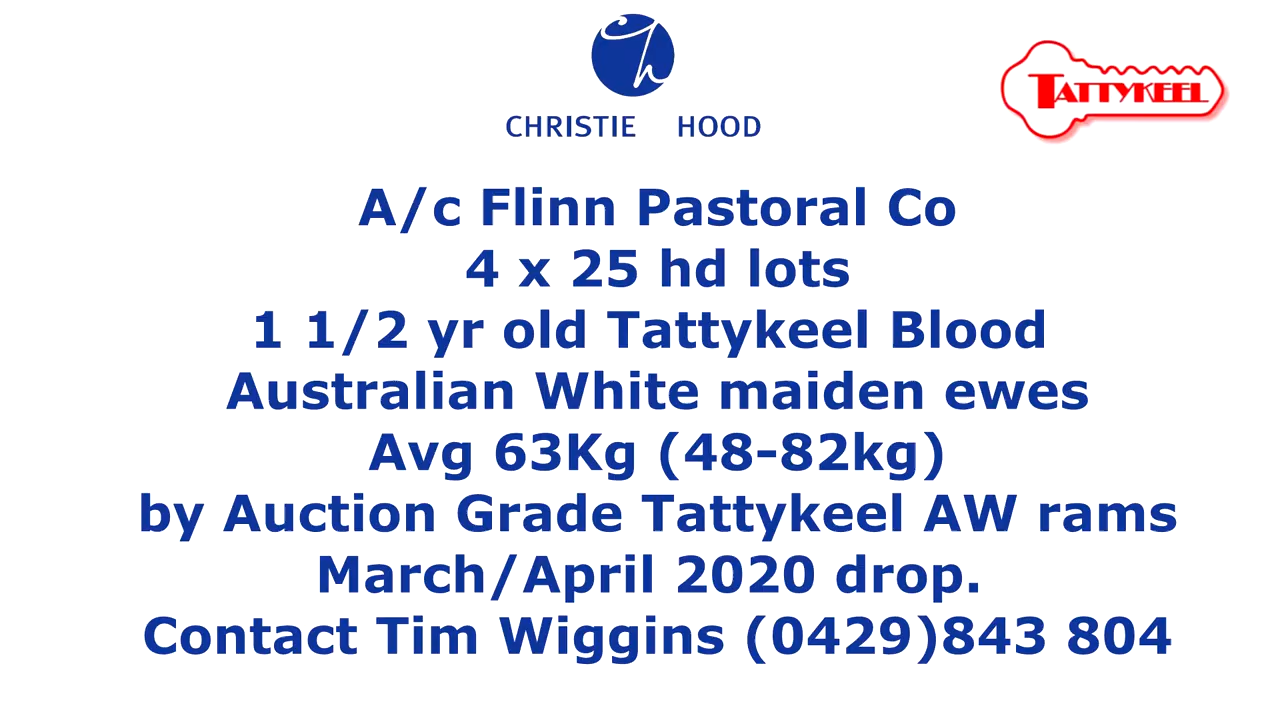 ch
CHRISTIE HOOD
TATTYKEEL
A/c Flinn Pastoral Co
4 x 25 hd lots
1 1/2 yr old Tattykeel Blood
Australian White maiden ewes
Avg 63Kg (48-82kg)
by Auction Grade Tattykeel AW rams
March/April 2020 drop.
Contact Tim Wiggins (0429)843 804